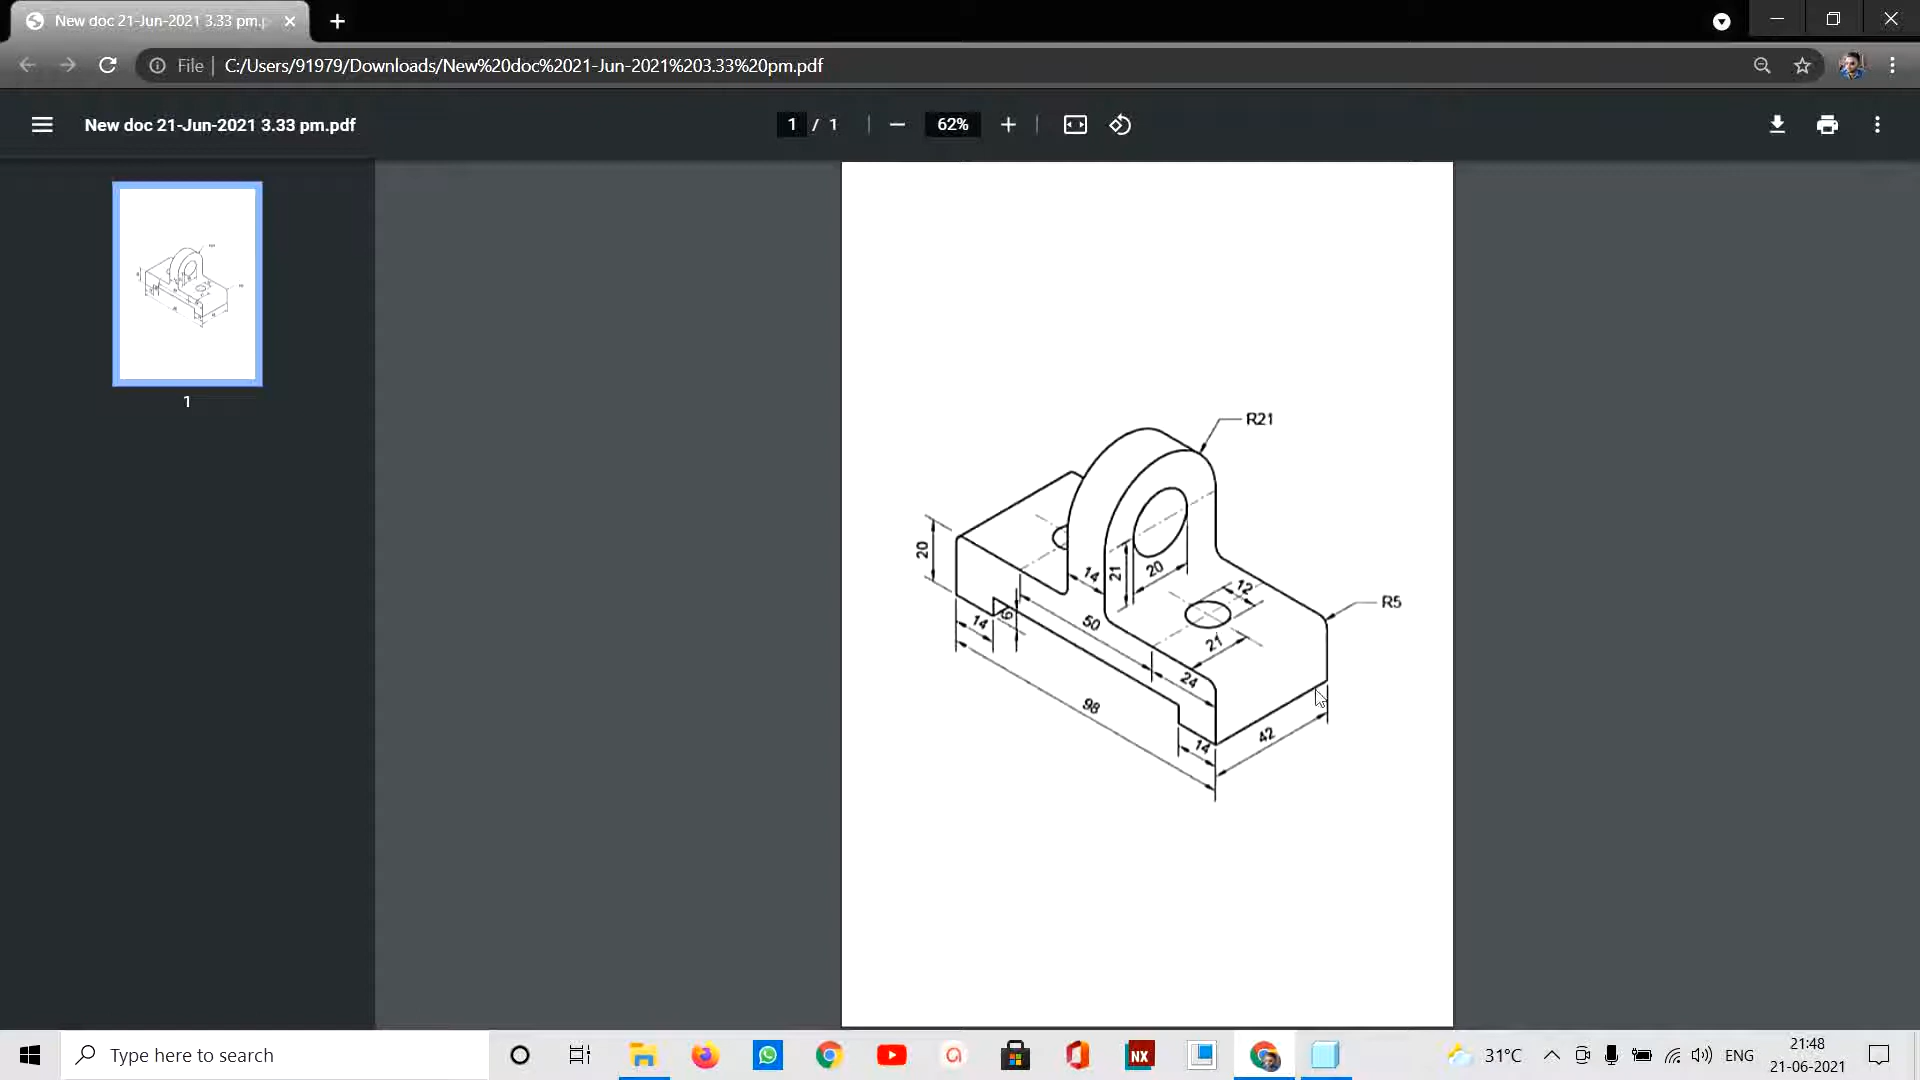 New doc 21-Jun-2021 3.33 pm.p
File
C:/Users/91979/Downloads/New%20doc%2021-Jun-2021%203.33%20pm.pdf
New doc 21-Jun-2021 3.33 pm.pdf
1 / 1
62%
1
R21
20
14
21
20
12
R5
14
6
50
21
24
98
14
42
Type here to search
NX
31°C
ENG
21:48
21-06-2021